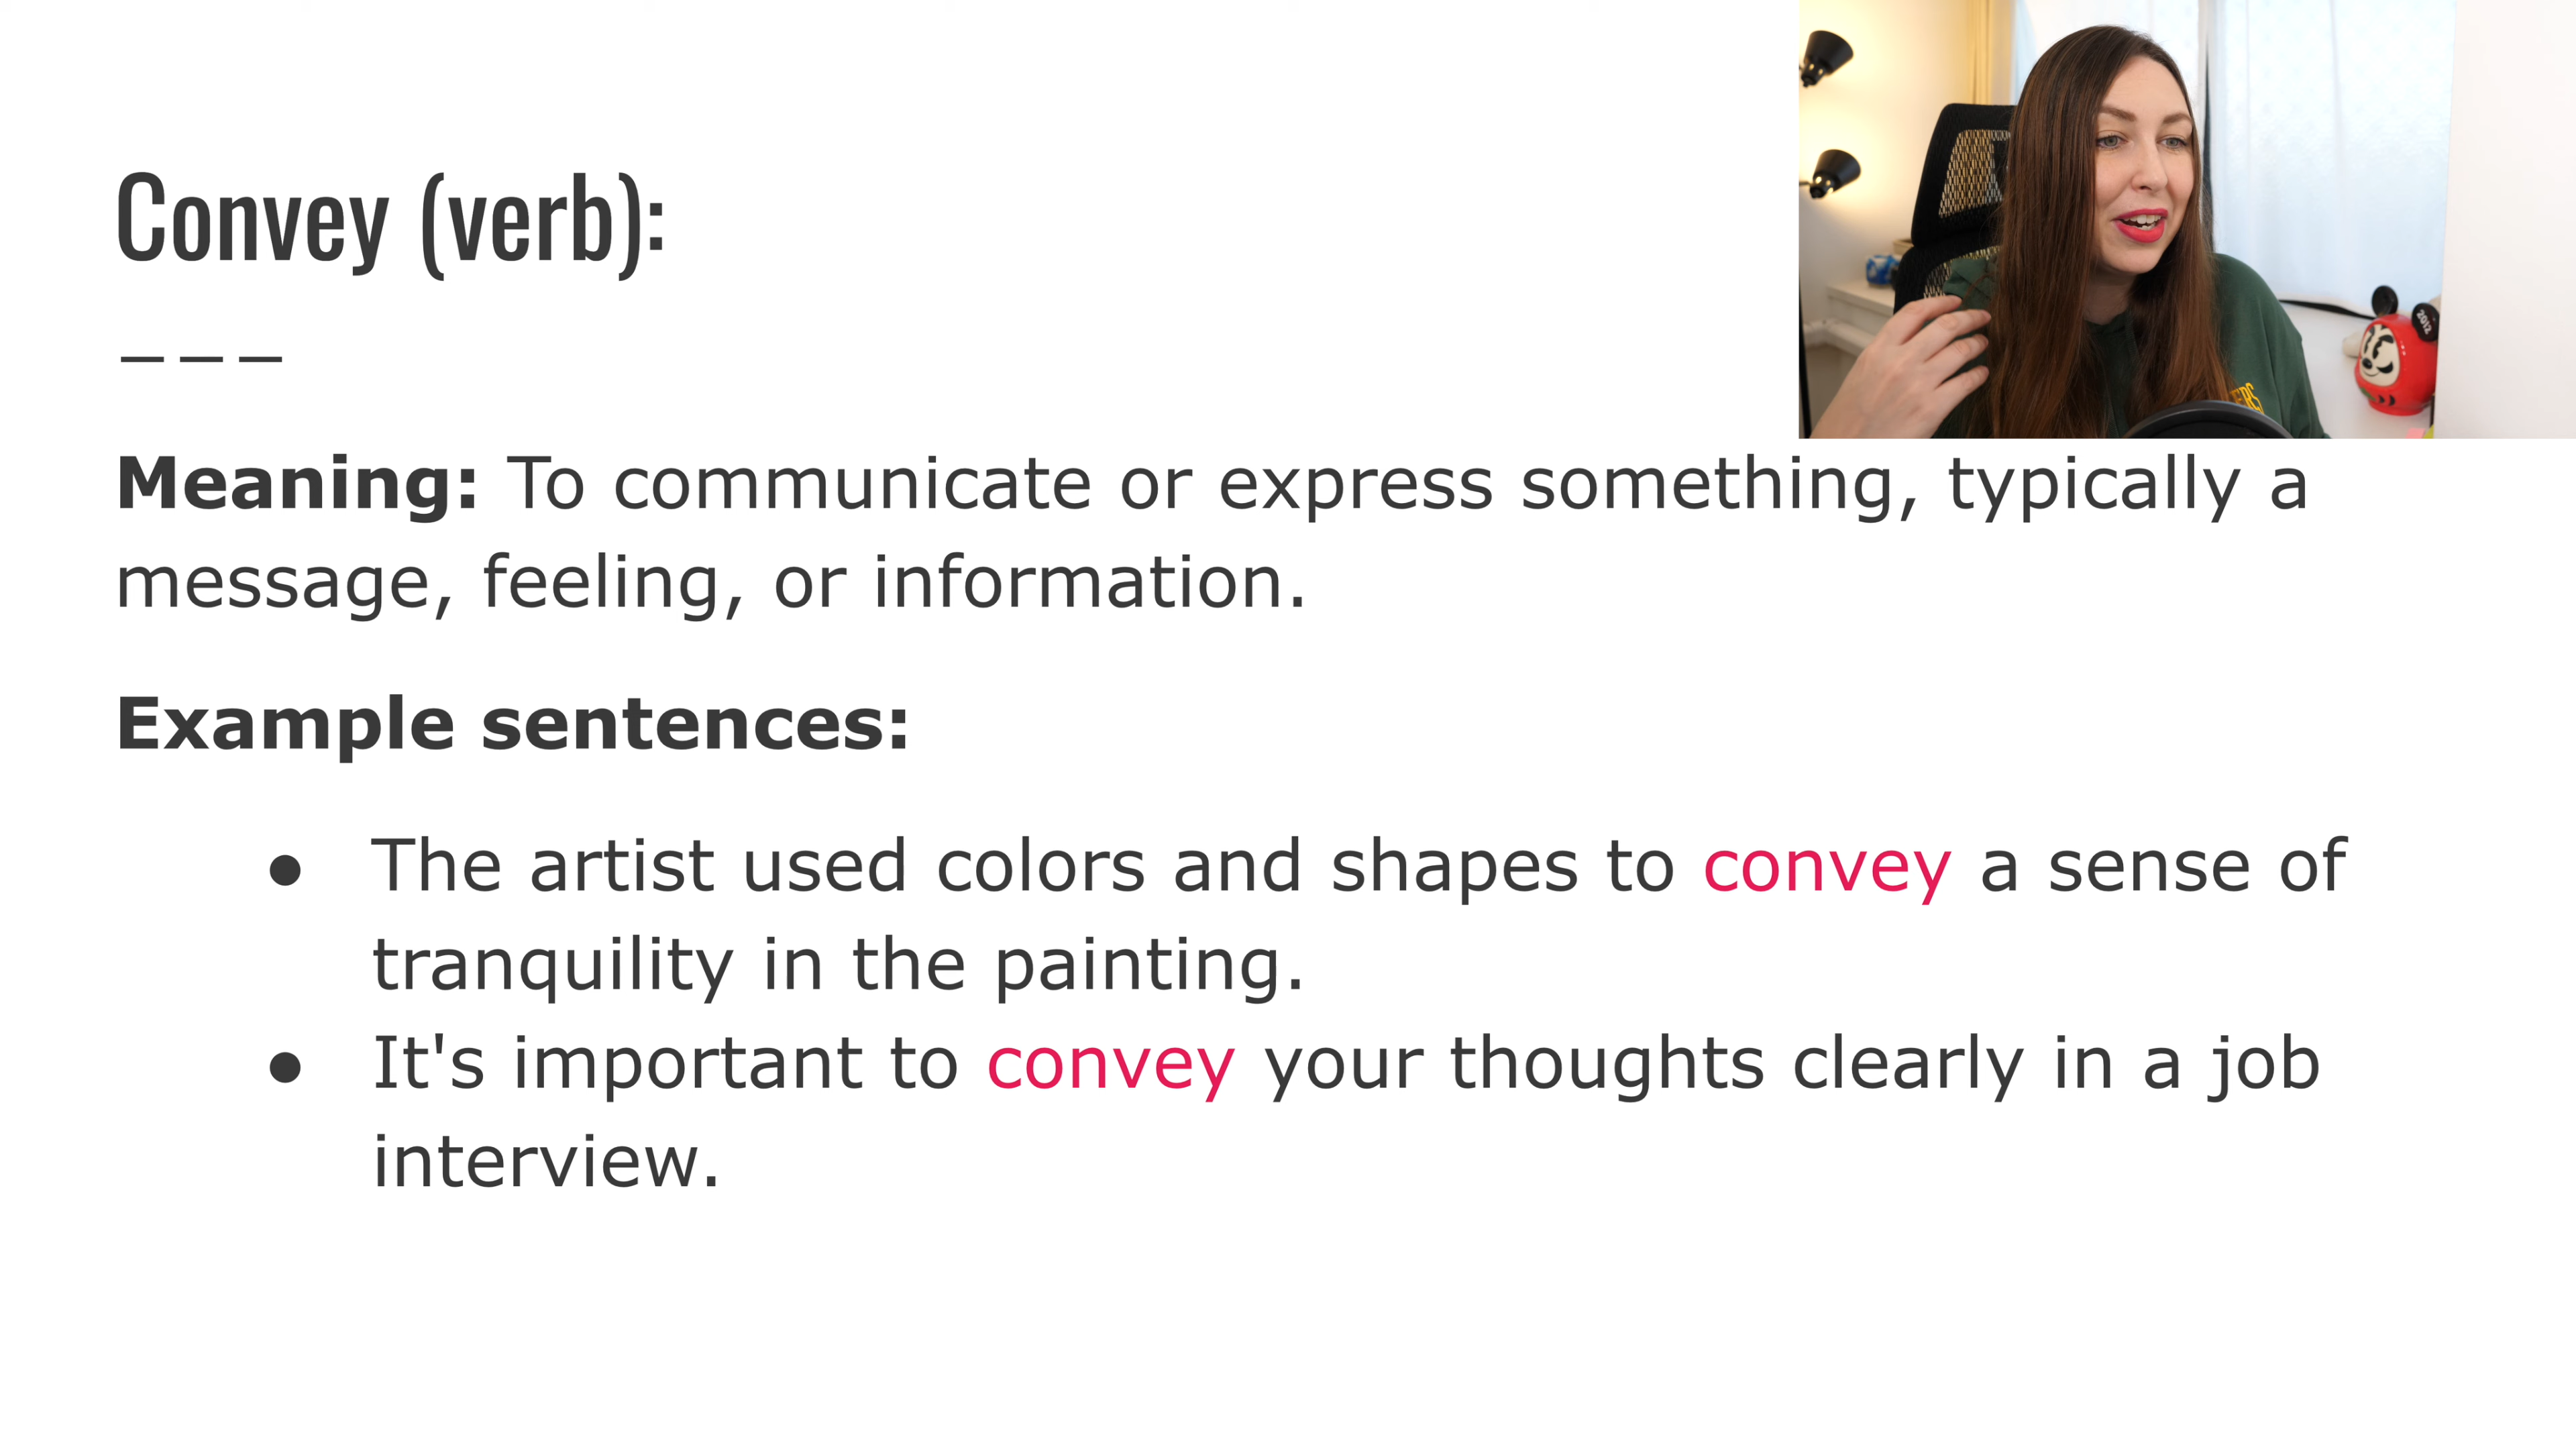 Convey (verb):
Meaning: To communicate or express something, typically a
message, feeling, or information.
Example sentences:
● The artist used colors and shapes to convey a sense of
tranquility in the painting.
● It's important to convey your thoughts clearly in a job
interview.
2012